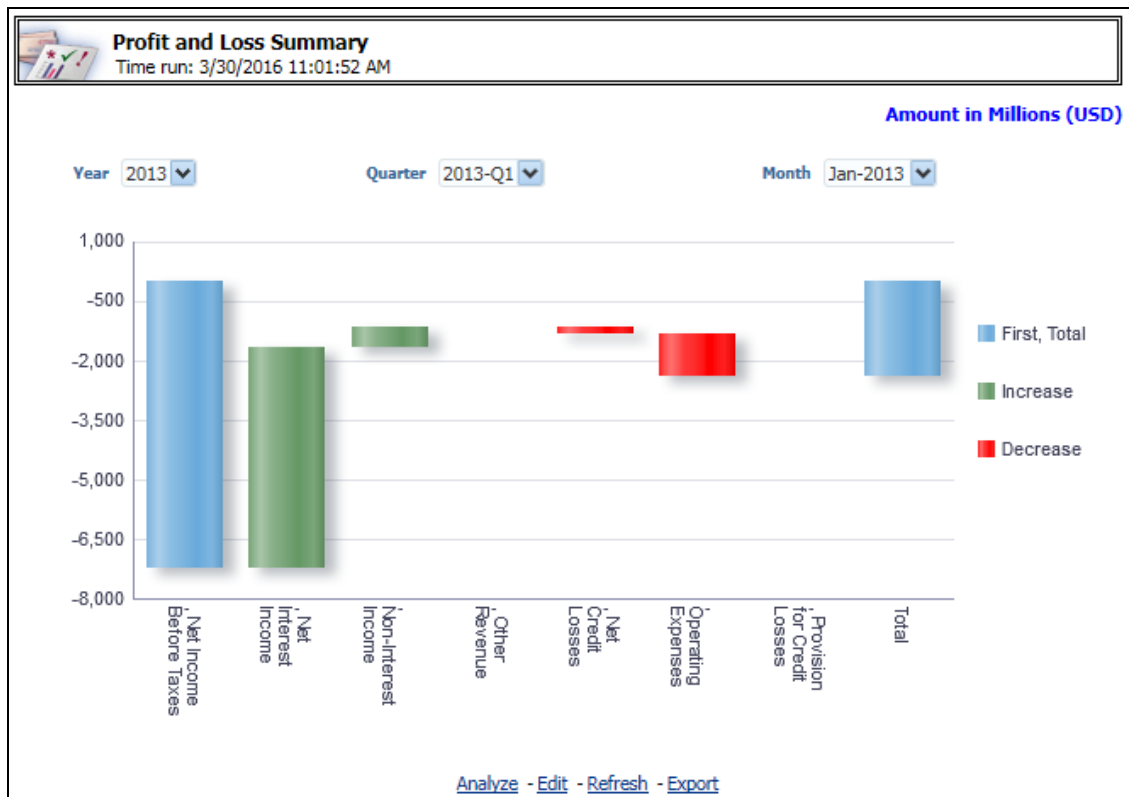 Profit and Loss Summary
Time run: 3/30/2016 11:01:52 AM
Amount in Millions (USD)
Year 2013 Quarter 2013-Q1 Month Jan-2013
1,000
-500
-2,000
-3,500
-5,000
-6,500
-8,000
First, Total
Increase
Decrease
, Net Income
Before Taxes
, Net
Interest
Income
, Non-Interest
Income
, Other
Revenue
, Net
Credit
Losses
, Operating
Expenses
, Provision
for Credit
Losses
Total
Analyze - Edit - Refresh - Export